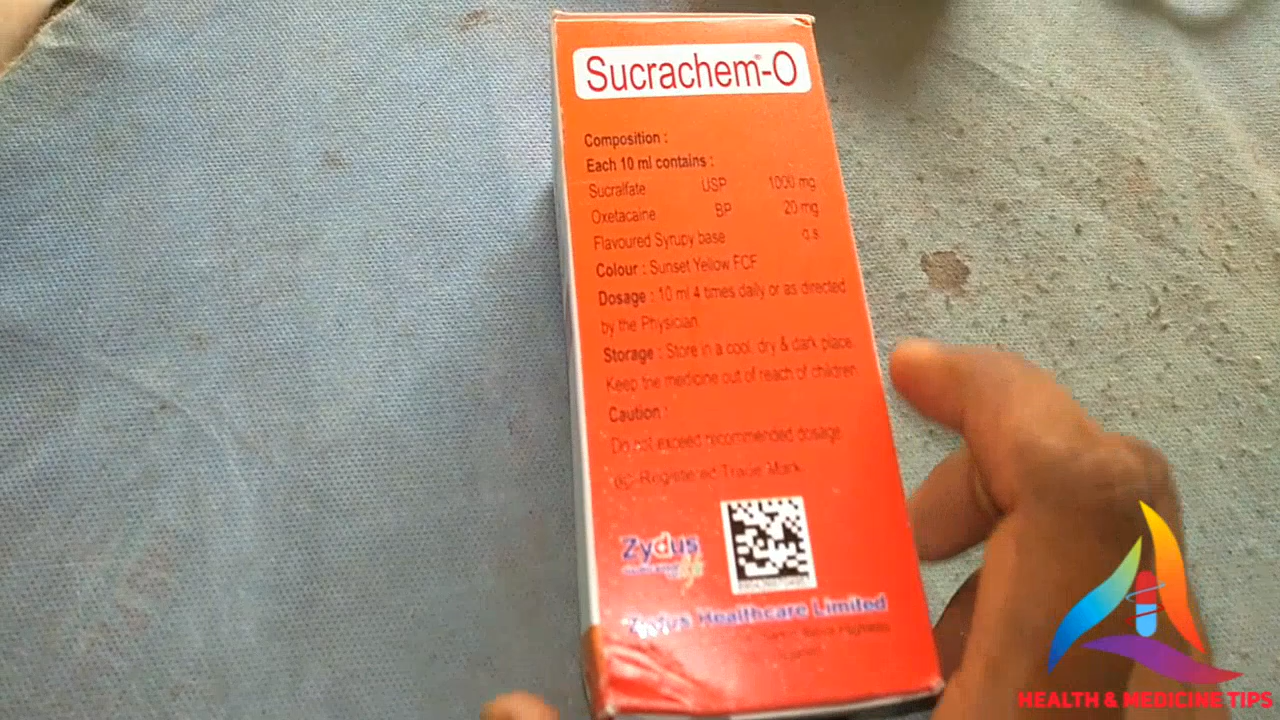 Sucrachem®-O
Composition :
Each 10 ml contains :
Sucralfate USP 1000 mg
Oxetacaine BP 20 mg
Flavoured Syrupy base q.s.
Colour : Sunset Yellow FCF
Dosage : 10 ml 4 times daily or as directed
by the Physician.
Storage : Store in a cool, dry & dark place.
Keep the medicine out of reach of children.
Caution :
Do not exceed recommended dosage.
Registered Trade Mark
Zydus
Zydus Healthcare Limited
HEALTH & MEDICINE TIPS